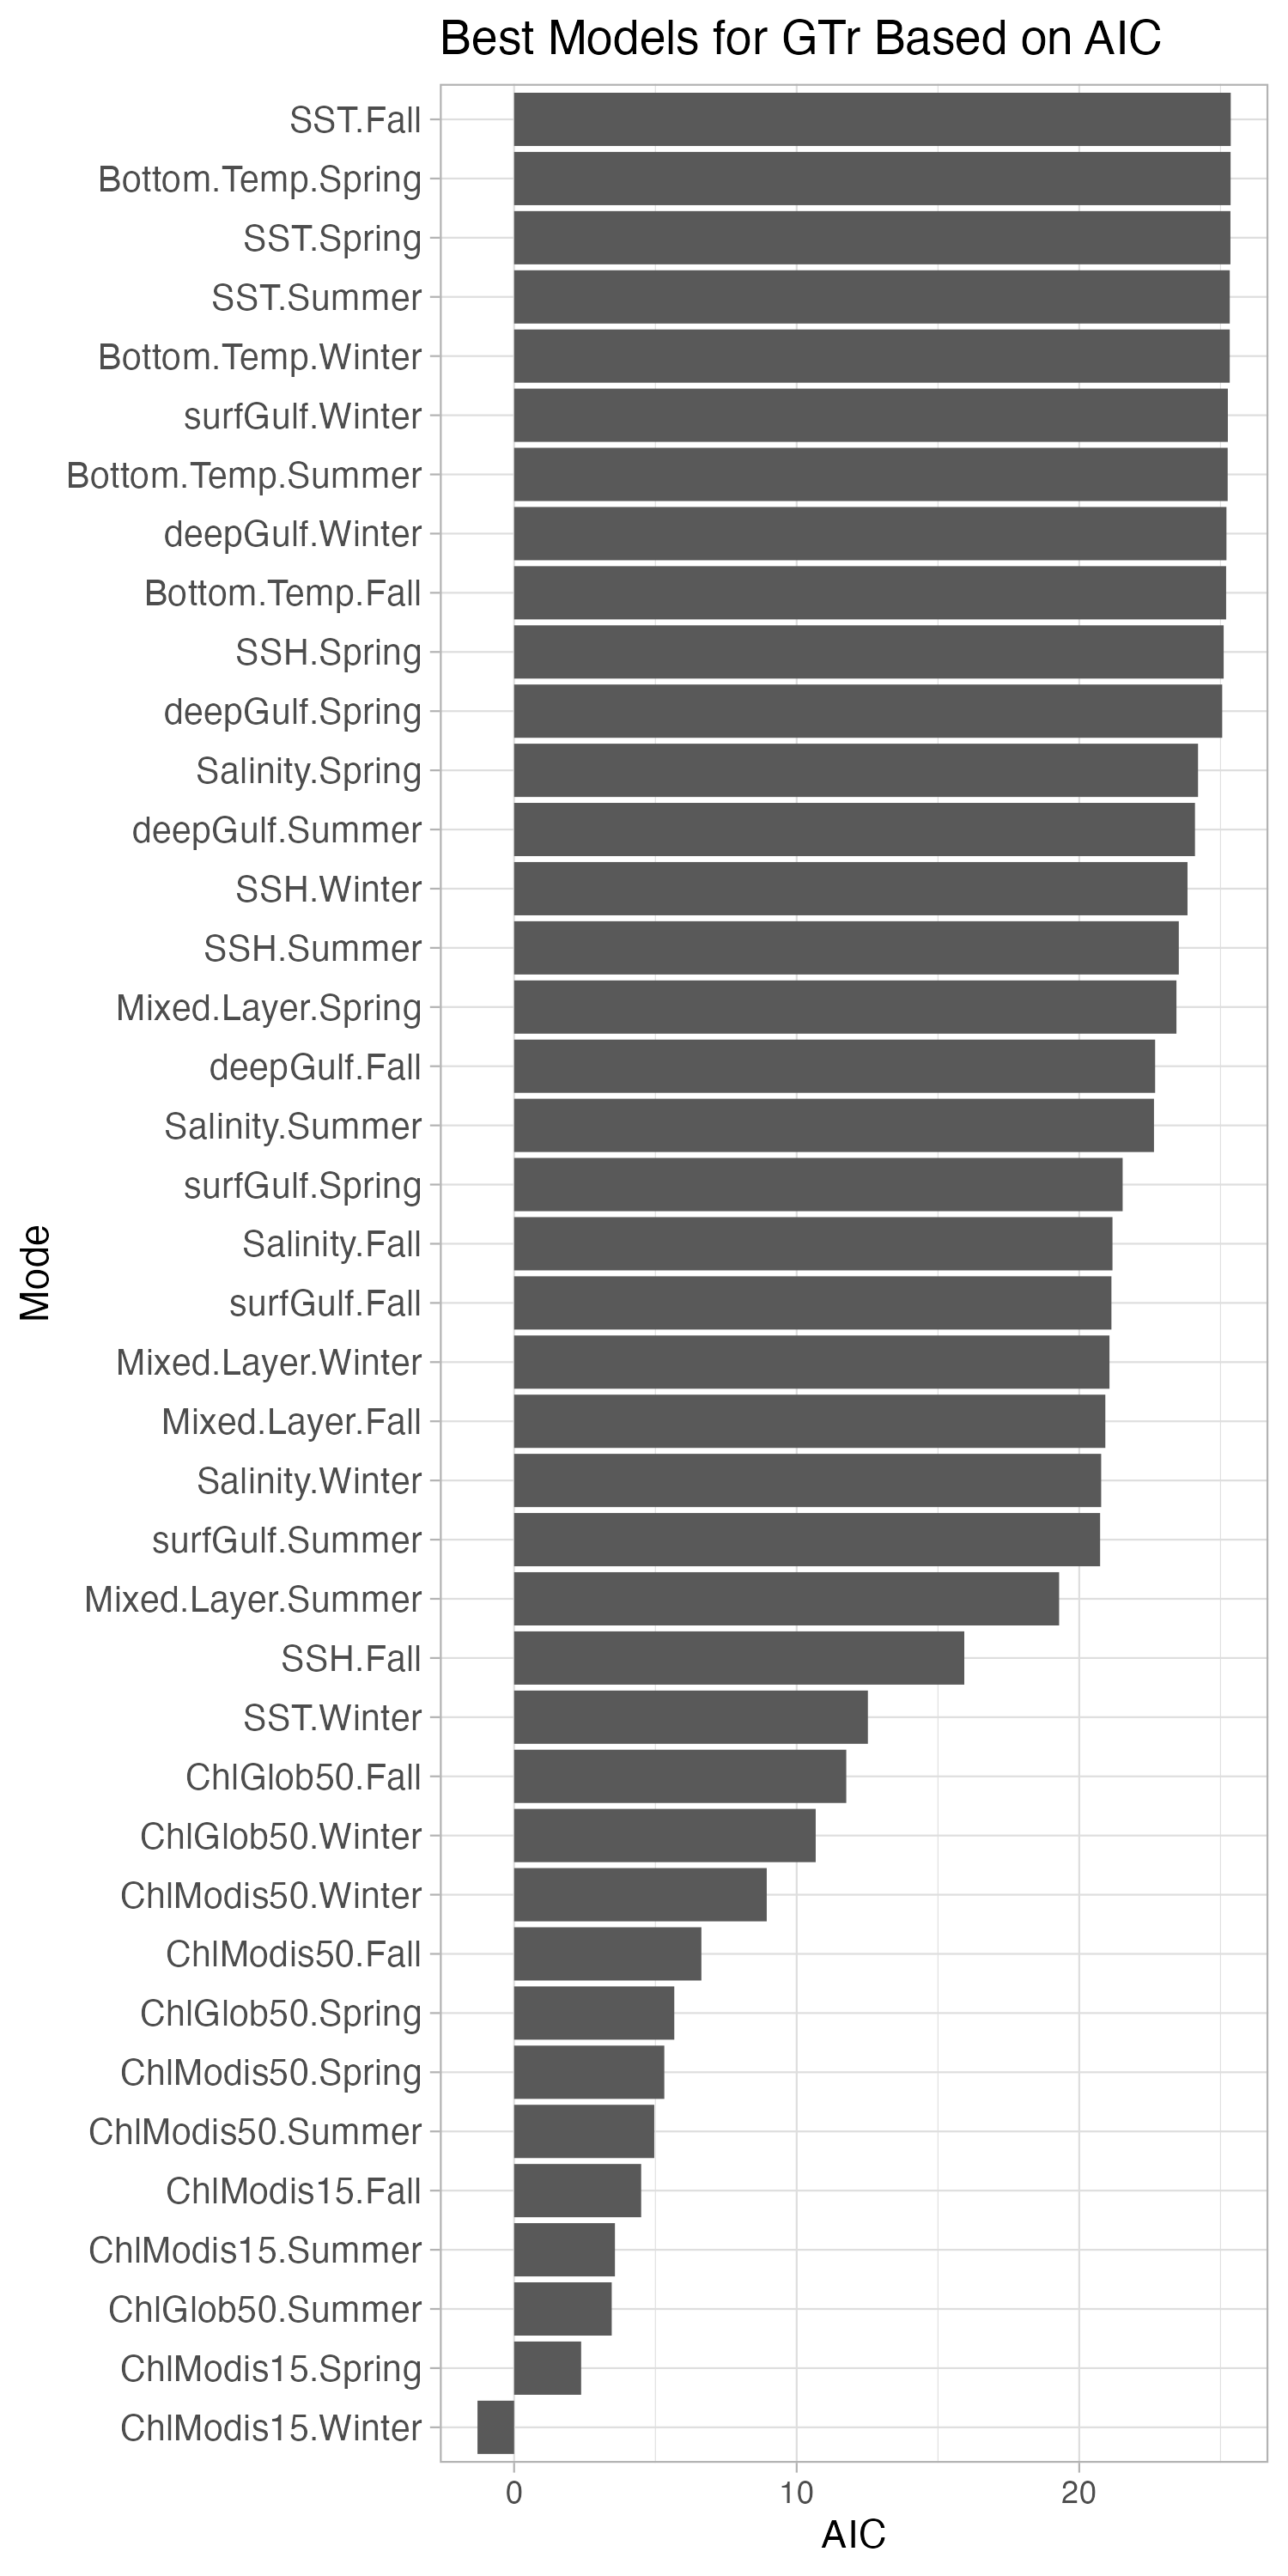 Best Models for GTr Based on AIC
SST.Fall
Bottom.Temp.Spring
SST.Spring
SST.Summer
Bottom.Temp.Winter
surfGulf.Winter
Bottom.Temp.Summer
deepGulf.Winter
Bottom.Temp.Fall
SSH.Spring
deepGulf.Spring
Salinity.Spring
deepGulf.Summer
SSH.Winter
SSH.Summer
Mixed.Layer.Spring
deepGulf.Fall
Salinity.Summer
surfGulf.Spring
Salinity.Fall
surfGulf.Fall
Mixed.Layer.Winter
Mixed.Layer.Fall
Salinity.Winter
surfGulf.Summer
Mixed.Layer.Summer
SSH.Fall
SST.Winter
ChlGlob50.Fall
ChlGlob50.Winter
ChlModis50.Winter
ChlModis50.Fall
ChlGlob50.Spring
ChlModis50.Spring
ChlModis50.Summer
ChlModis15.Fall
ChlModis15.Summer
ChlGlob50.Summer
ChlModis15.Spring
ChlModis15.Winter
Mode
0 10 20
AIC